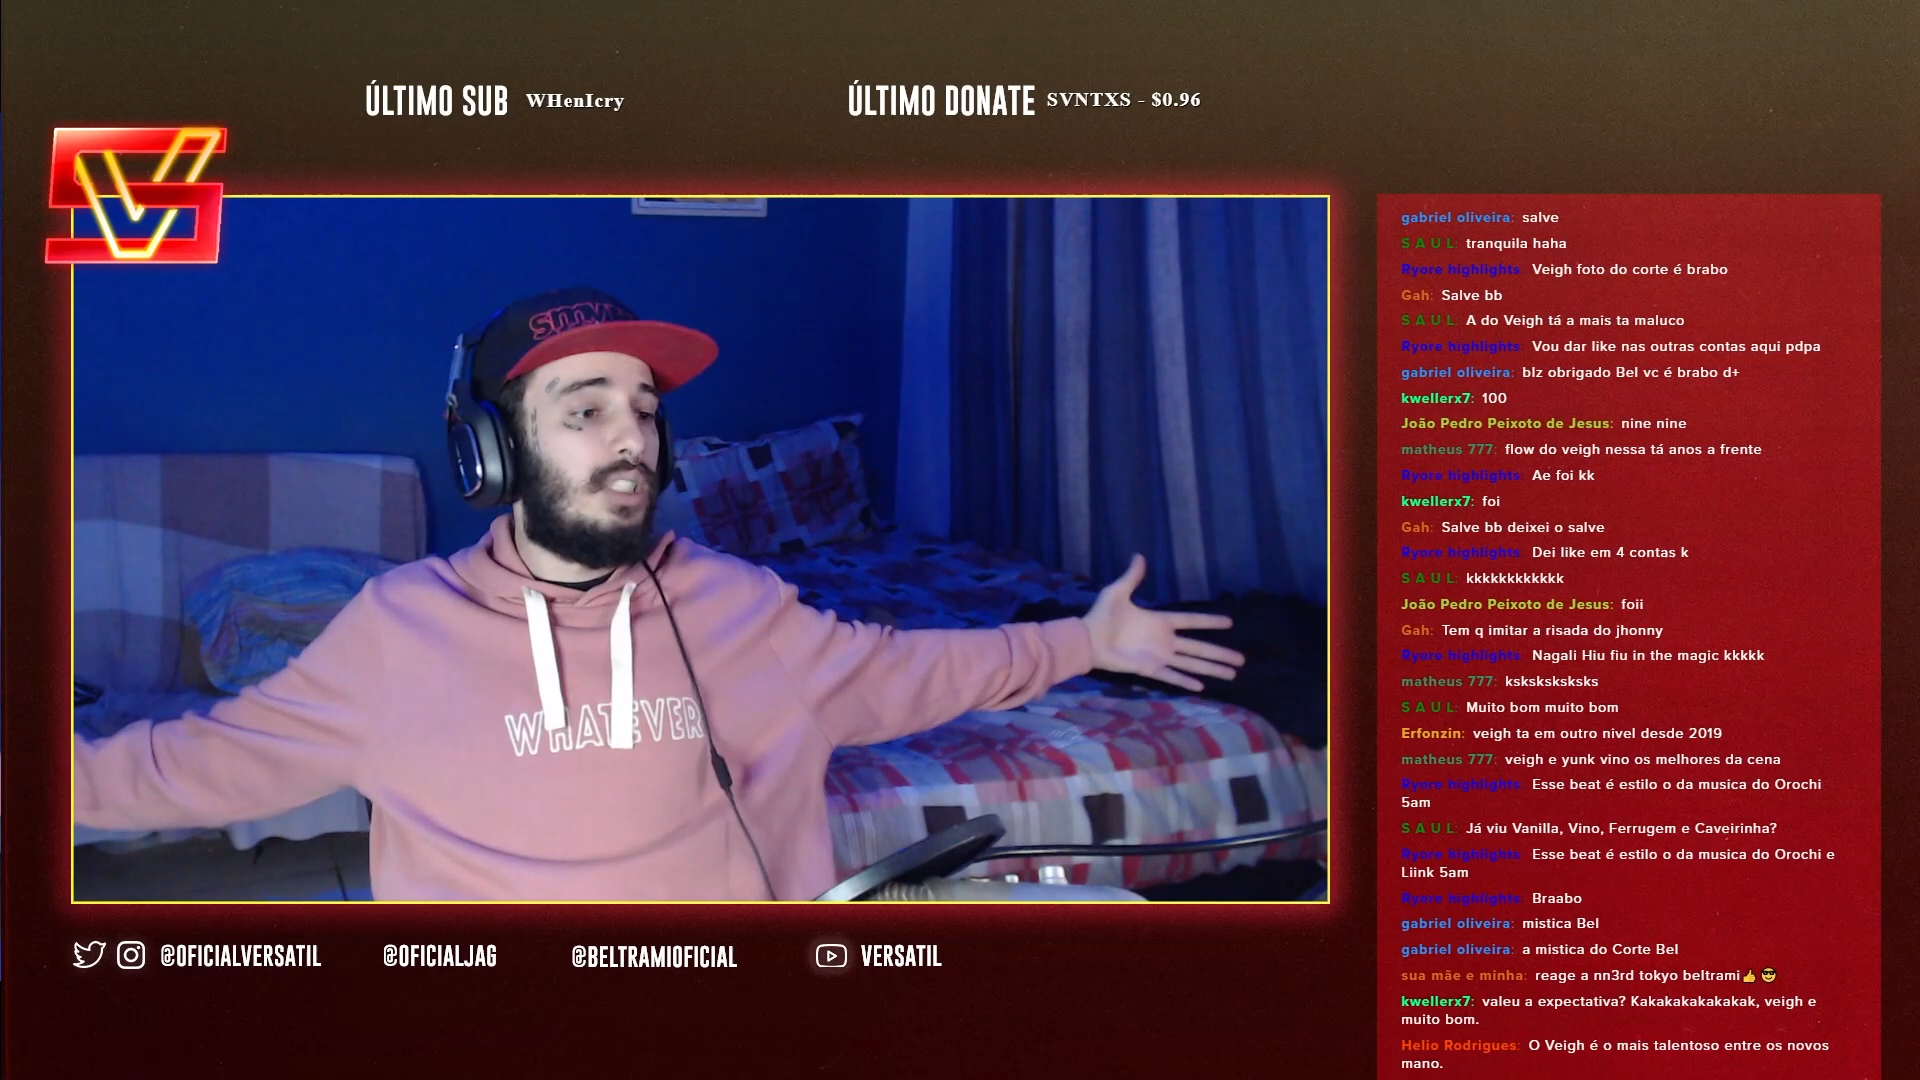 ÚLTIMO SUB WHenIcry
ÚLTIMO DONATE SVNTXS - $0.96
SV
WHATEVER
gabriel oliveira: salve
S A U L: tranquila haha
Ryore highlights: Veigh foto do corte é brabo
Gah: Salve bb
S A U L: A do Veigh tá a mais ta maluco
Ryore highlights: Vou dar like nas outras contas aqui pdpa
gabriel oliveira: blz obrigado Bel vc é brabo d+
kwellerx7: 100
João Pedro Peixoto de Jesus: nine nine
matheus 777: flow do veigh nessa tá anos a frente
Ryore highlights: Ae foi kk
kwellerx7: foi
Gah: Salve bb deixei o salve
Ryore highlights: Dei like em 4 contas k
S A U L: kkkkkkkkkkkk
João Pedro Peixoto de Jesus: foii
Gah: Tem q imitar a risada do jhonny
Ryore highlights: Nagali Hiu fiu in the magic kkkkk
matheus 777: ksksksksksks
S A U L: Muito bom muito bom
Erfonzin: veigh ta em outro nivel desde 2019
matheus 777: veigh e yunk vino os melhores da cena
Ryore highlights: Esse beat é estilo o da musica do Orochi
5am
S A U L: Já viu Vanilla, Vino, Ferrugem e Caveirinha?
Ryore highlights: Esse beat é estilo o da musica do Orochi e
Liink 5am
Ryore highlights: Braabo
gabriel oliveira: mistica Bel
gabriel oliveira: a mistica do Corte Bel
sua mãe e minha: reage a nn3rd tokyo beltrami👍😎
kwellerx7: valeu a expectativa? Kakakakakakakak, veigh e
muito bom.
Helio Rodrigues: O Veigh é o mais talentoso entre os novos
mano.
@OFICIALVERSATIL @OFICIALJAG @BELTRAMIOFICIAL VERSATIL